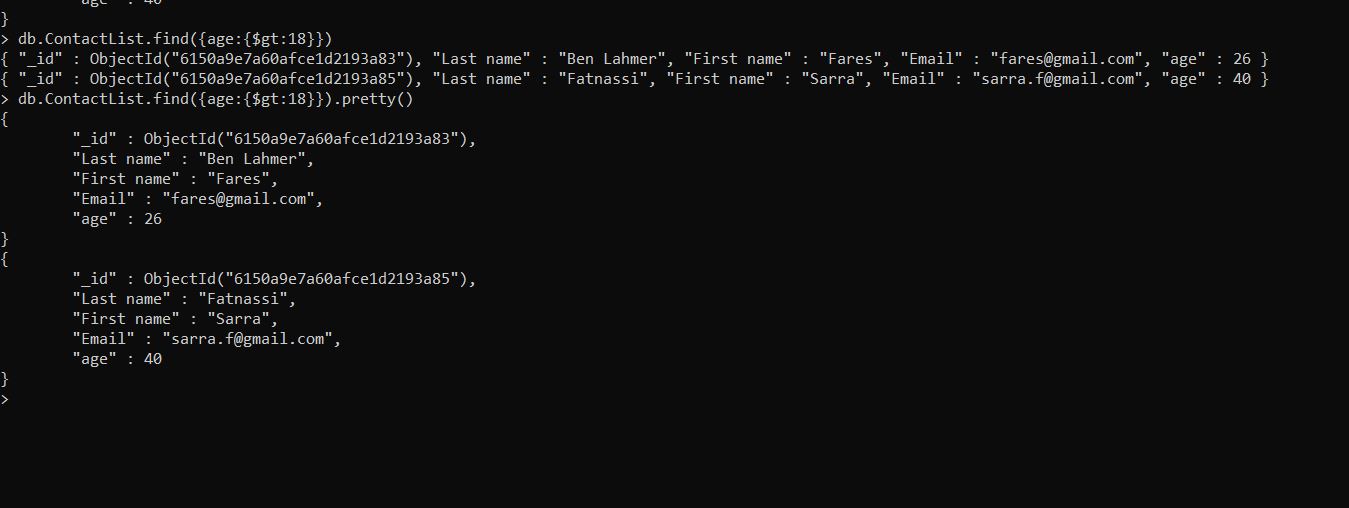 "age" : 40
}
> db.ContactList.find({age:{$gt:18}})
{ "_id" : ObjectId("6150a9e7a60afce1d2193a83"), "Last name" : "Ben Lahmer", "First name" : "Fares", "Email" : "fares@gmail.com", "age" : 26 }
{ "_id" : ObjectId("6150a9e7a60afce1d2193a85"), "Last name" : "Fatnassi", "First name" : "Sarra", "Email" : "sarra.f@gmail.com", "age" : 40 }
> db.ContactList.find({age:{$gt:18}}).pretty()
{
        "_id" : ObjectId("6150a9e7a60afce1d2193a83"),
        "Last name" : "Ben Lahmer",
        "First name" : "Fares",
        "Email" : "fares@gmail.com",
        "age" : 26
}
{
        "_id" : ObjectId("6150a9e7a60afce1d2193a85"),
        "Last name" : "Fatnassi",
        "First name" : "Sarra",
        "Email" : "sarra.f@gmail.com",
        "age" : 40
}
>